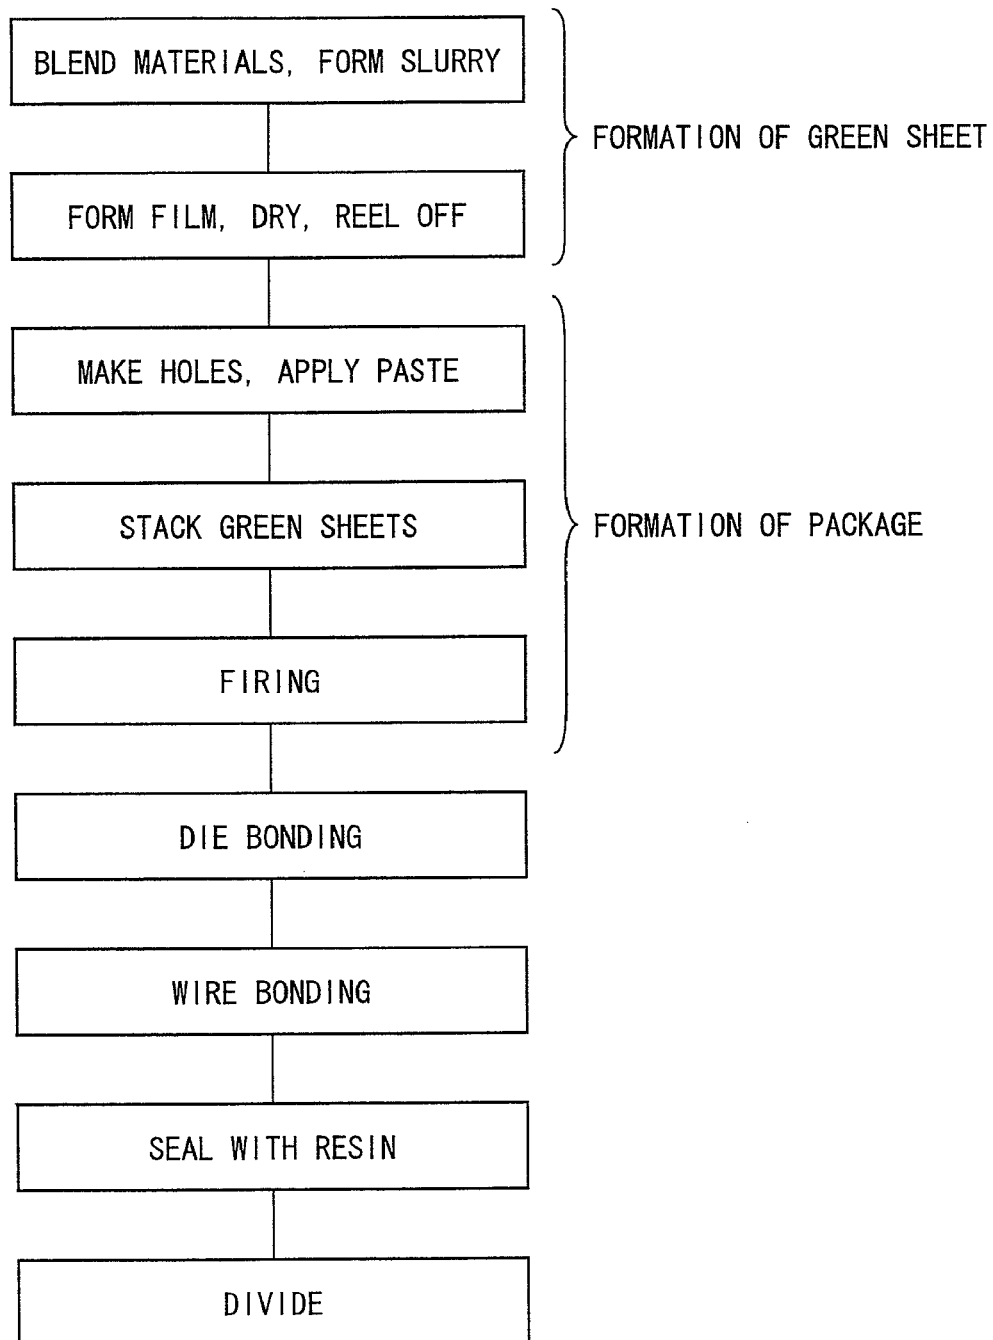 BLEND MATERIALS, FORM SLURRY
FORMATION OF GREEN SHEET
FORM FILM, DRY, REEL OFF
MAKE HOLES, APPLY PASTE
STACK GREEN SHEETS
FORMATION OF PACKAGE
FIRING
DIE BONDING
WIRE BONDING
SEAL WITH RESIN
DIVIDE